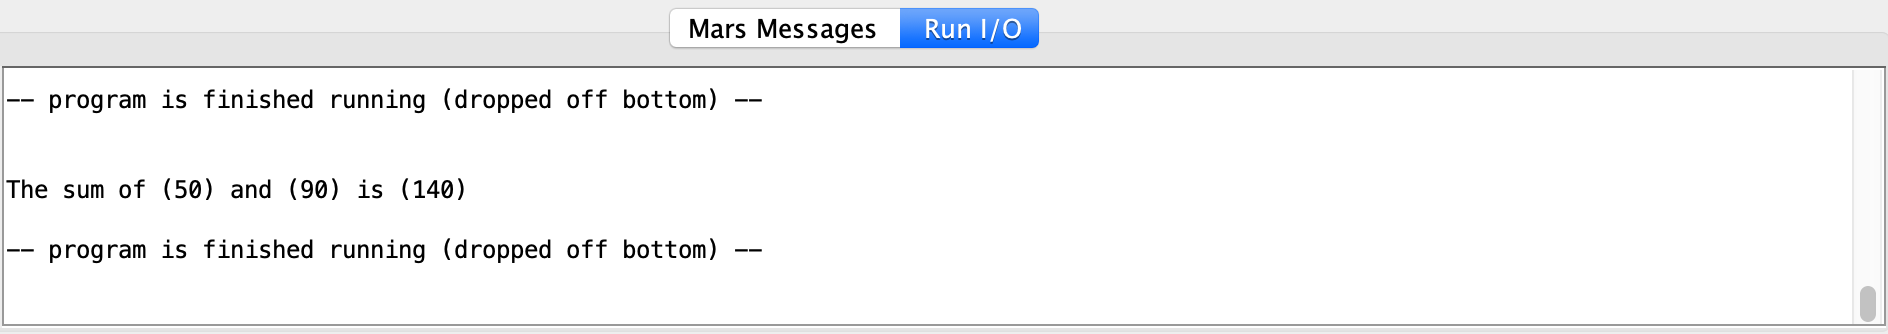 Mars Messages Run I/O
-- program is finished running (dropped off bottom) --
The sum of (50) and (90) is (140)
-- program is finished running (dropped off bottom) --